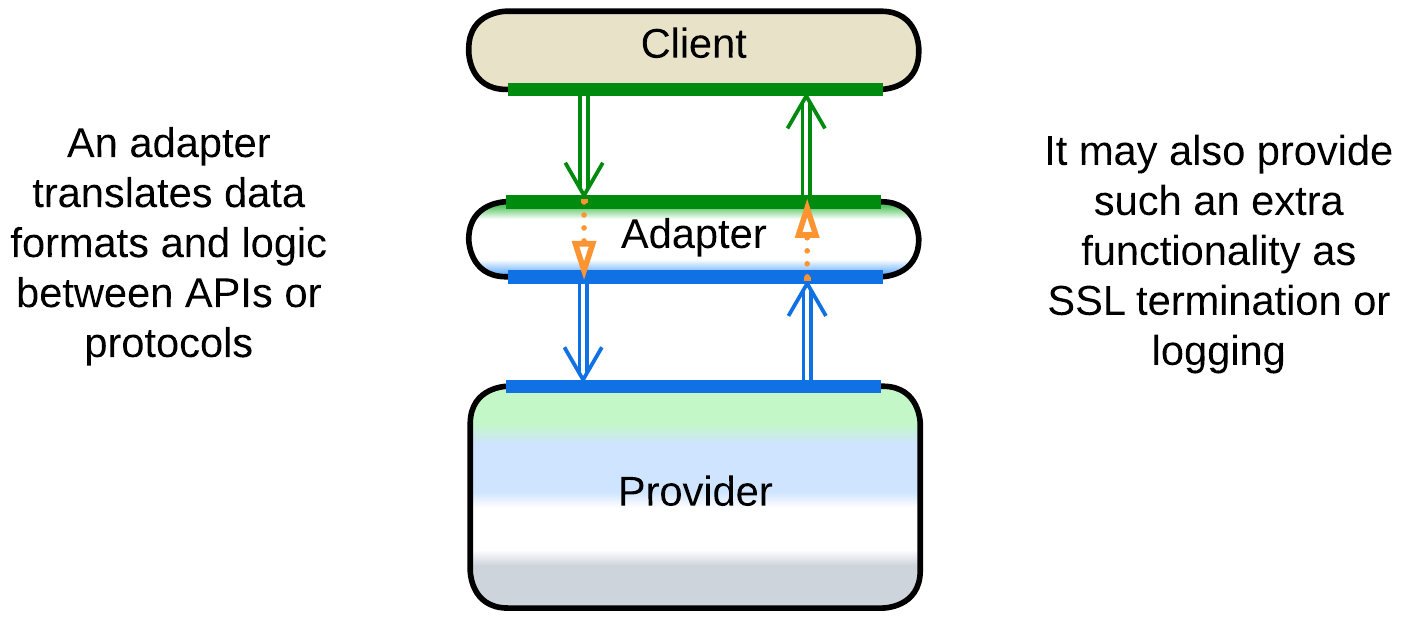 Client
An adapter
translates data
formats and logic
between APIs or
protocols
Adapter
It may also provide
such an extra
functionality as
SSL termination or
logging
Provider